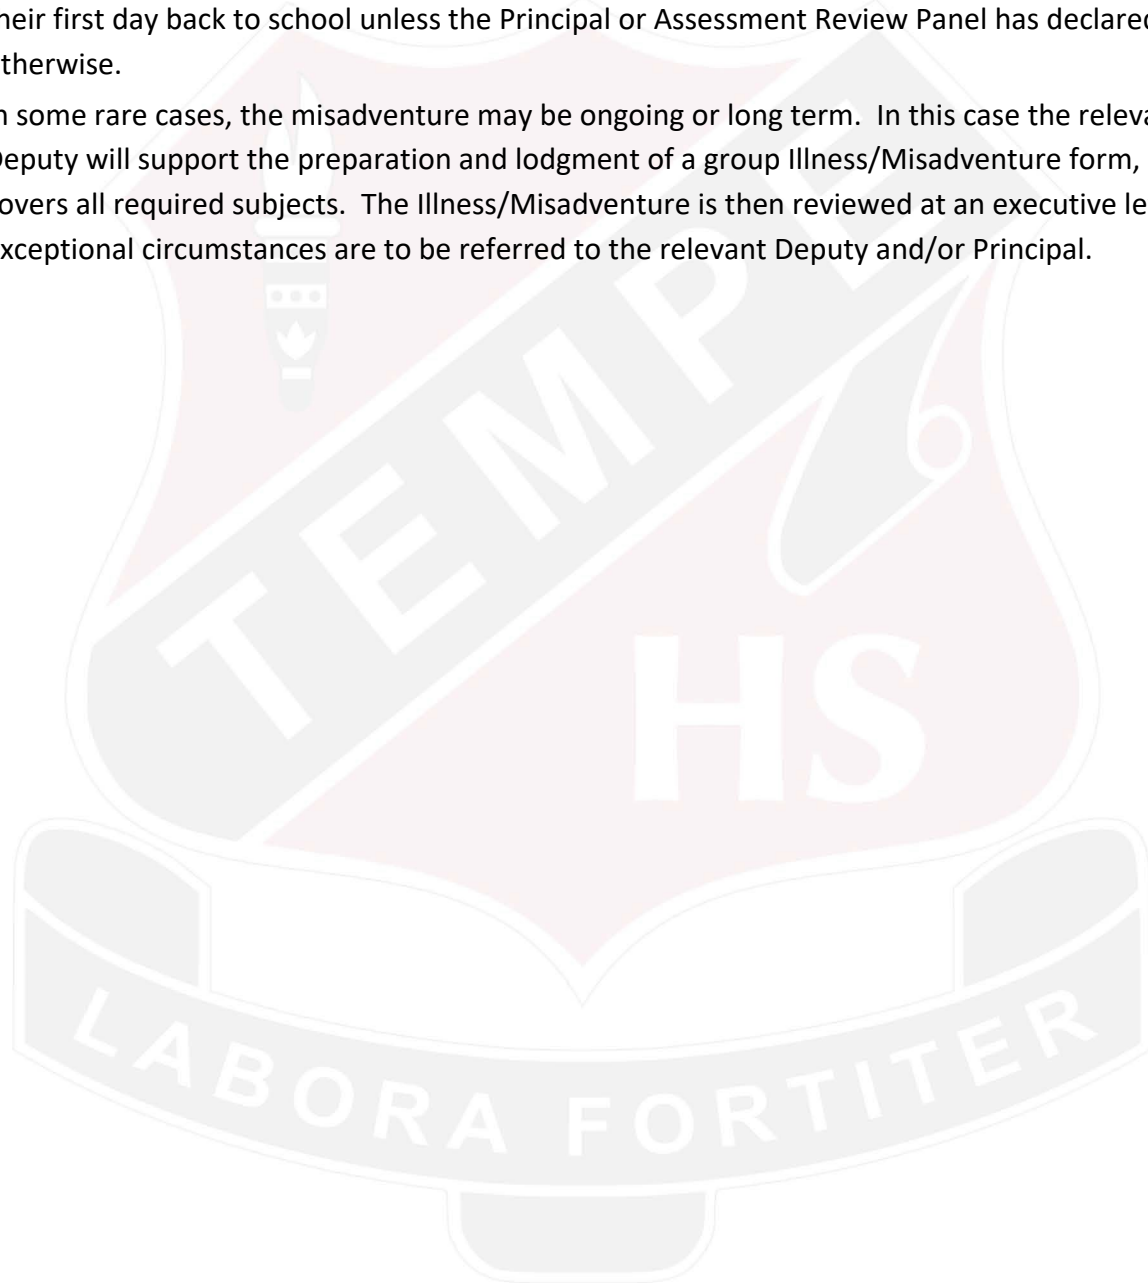 heir first day back to school unless the Principal or Assessment Review Panel has declared
therwise.
n some rare cases, the misadventure may be ongoing or long term. In this case the releva
Deputy will support the preparation and lodgment of a group Illness/Misadventure form,
overs all required subjects. The Illness/Misadventure is then reviewed at an executive le
xceptional circumstances are to be referred to the relevant Deputy and/or Principal.
TEMPE
HS
LABORA FORTITER